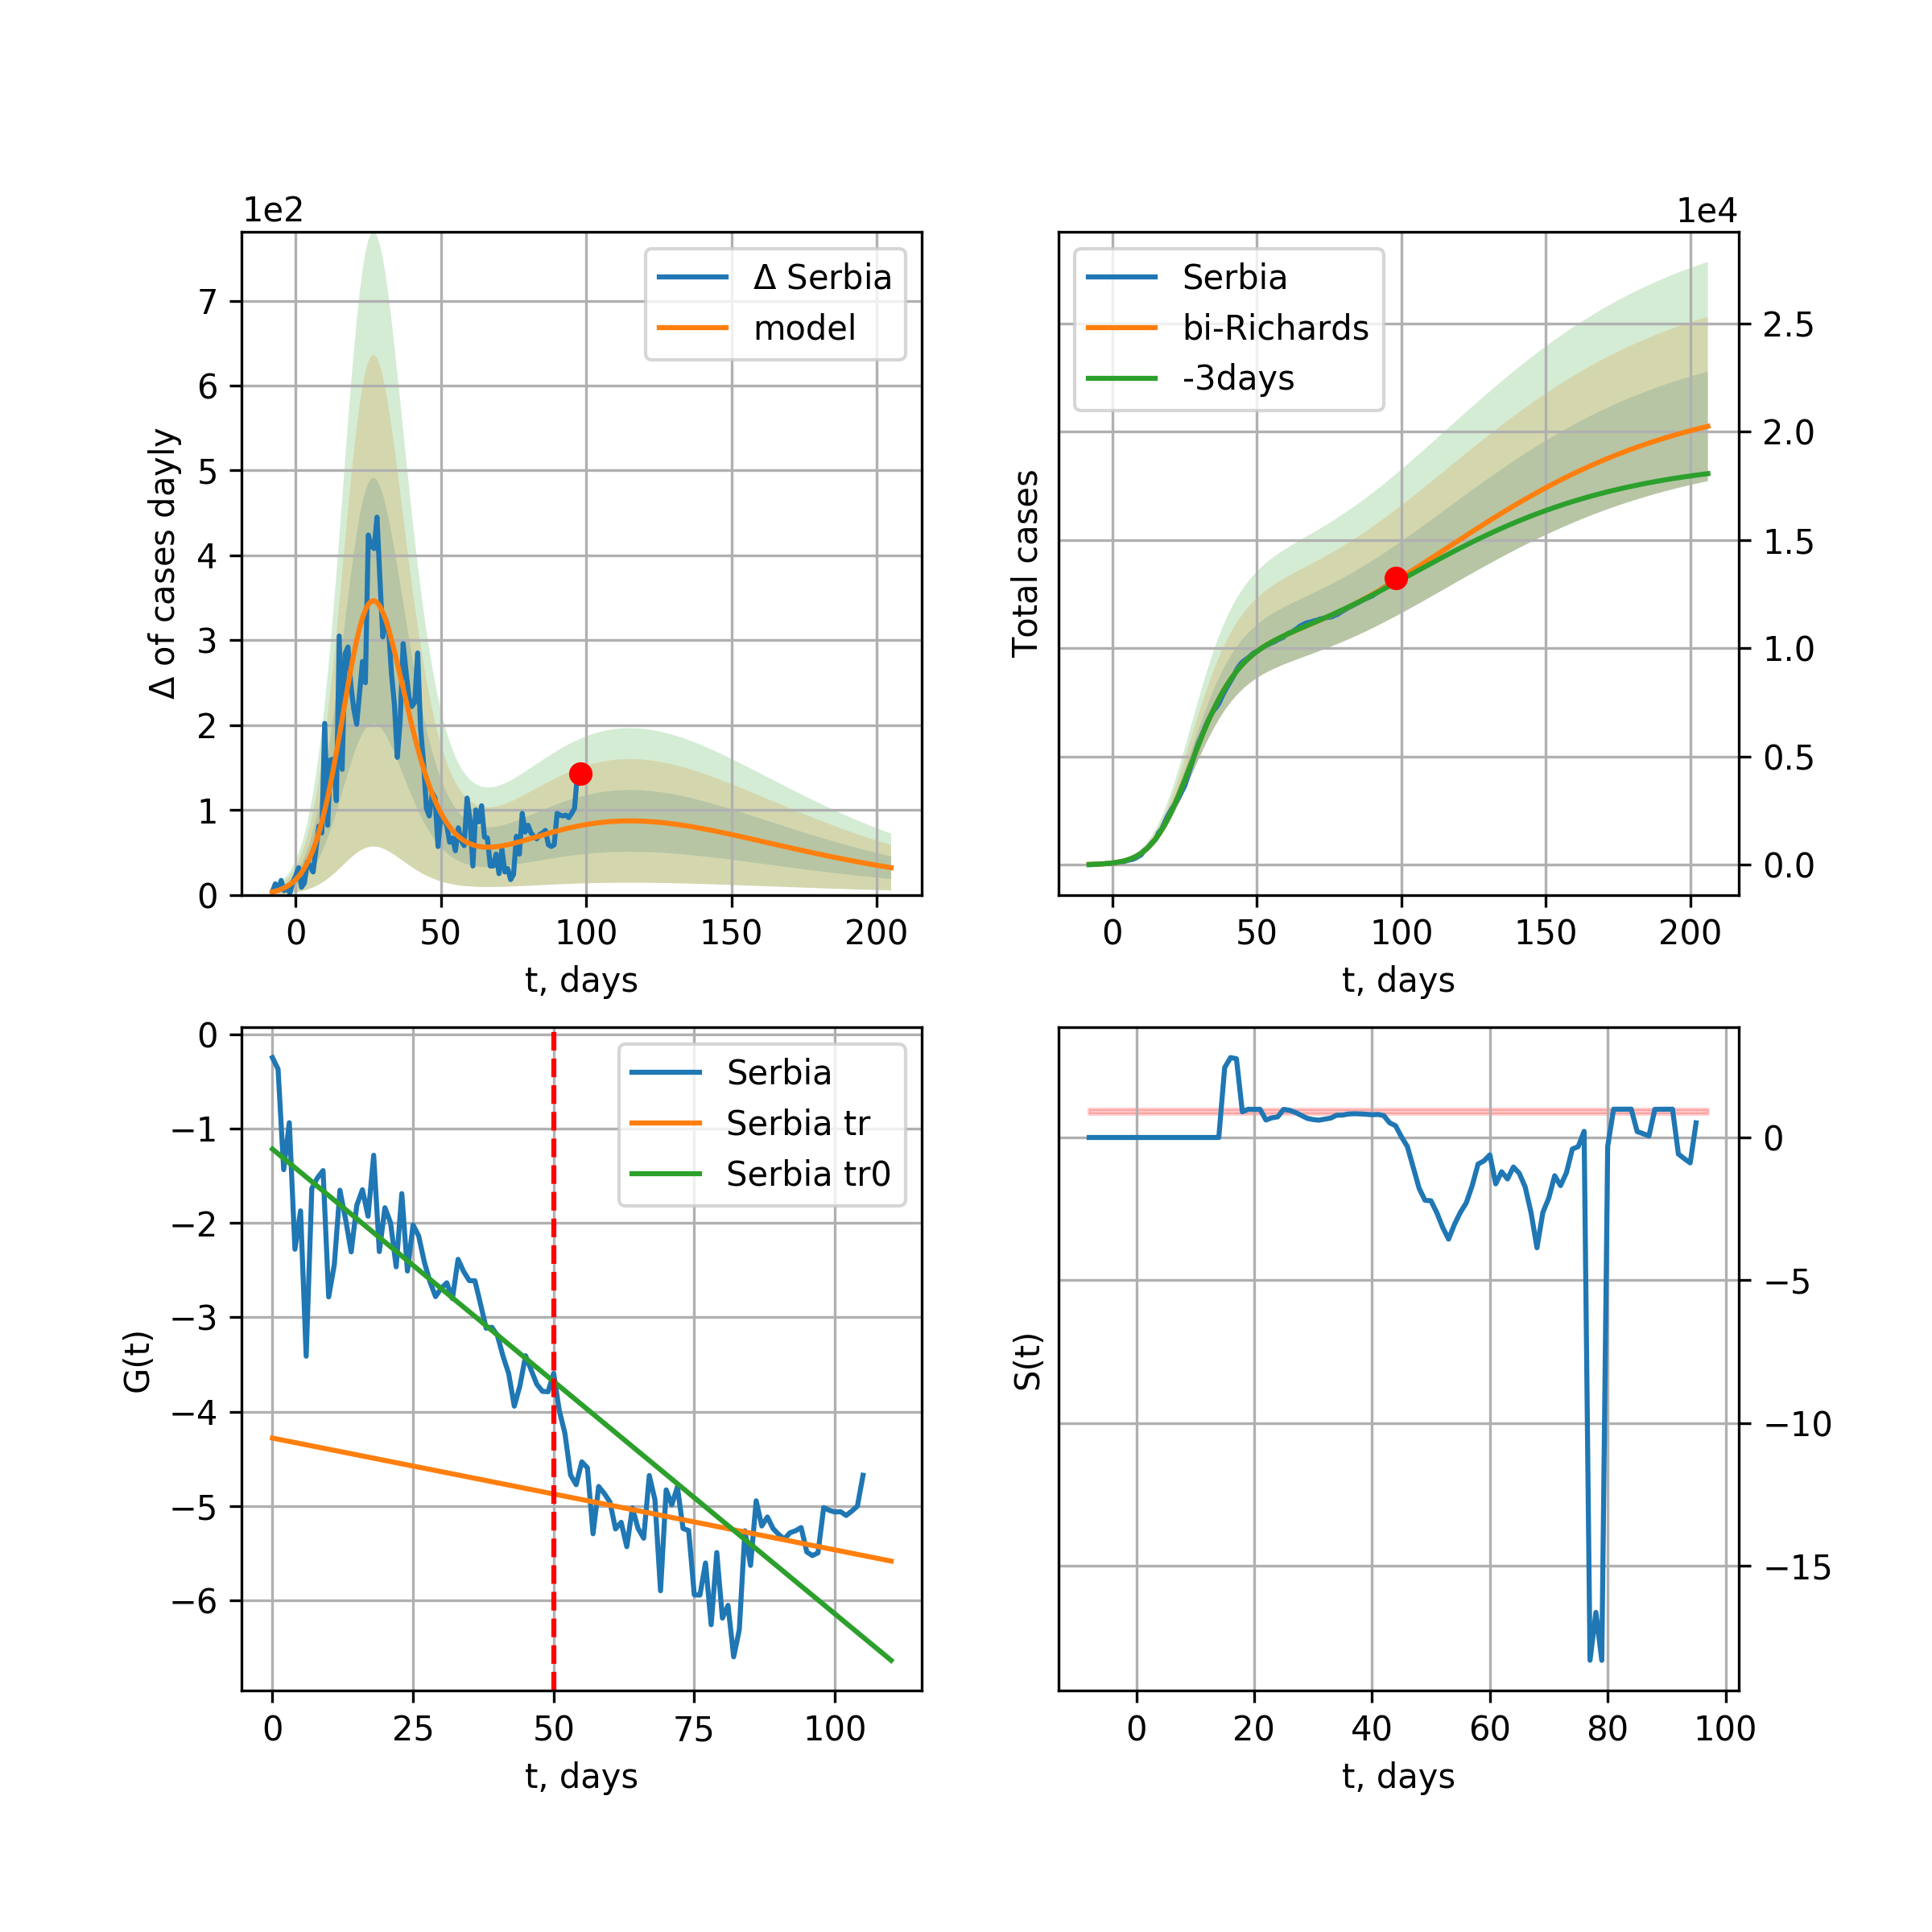 1e2
Δ of cases dayly
7
6
5
4
3
2
1
0
0 50 100 150 200
t, days
Δ Serbia
model
1e4
Total cases
2.5
2.0
1.5
1.0
0.5
0.0
0 50 100 150 200
t, days
Serbia
bi-Richards
-3days
G(t)
0
−1
−2
−3
−4
−5
−6
0 25 50 75 100
t, days
Serbia
Serbia tr
Serbia tr0
S(t)
0
−5
−10
−15
0 20 40 60 80 100
t, days